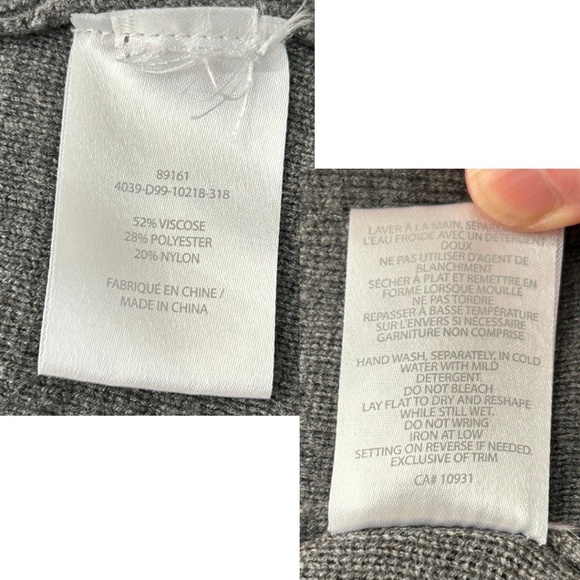 89161
4039-D99-10218-318
52% VISCOSE
28% POLYESTER
20% NYLON
FABRIQUÉ EN CHINE /
MADE IN CHINA
LAVER À LA MAIN,
L'EAU FROIDE AVEC UN DÉTERGENT
DOUX
NE PAS UTILISER D'AGENT DE
BLANCHIMENT
SÉCHER À PLAT ET REMETTRE EN
FORME LORSQUE MOUILLÉ
NE PAS TORDRE
REPASSER À BASSE TEMPÉRATURE
SUR L'ENVERS SI NÉCESSAIRE
GARNITURE NON COMPRISE
HAND WASH, SEPARATELY, IN COLD
WATER WITH MILD
DETERGENT.
DO NOT BLEACH
LAY FLAT TO DRY AND RESHAPE
WHILE STILL WET.
DO NOT WRING
IRON AT LOW
SETTING ON REVERSE IF NEEDED.
EXCLUSIVE OF TRIM
CA# 10931